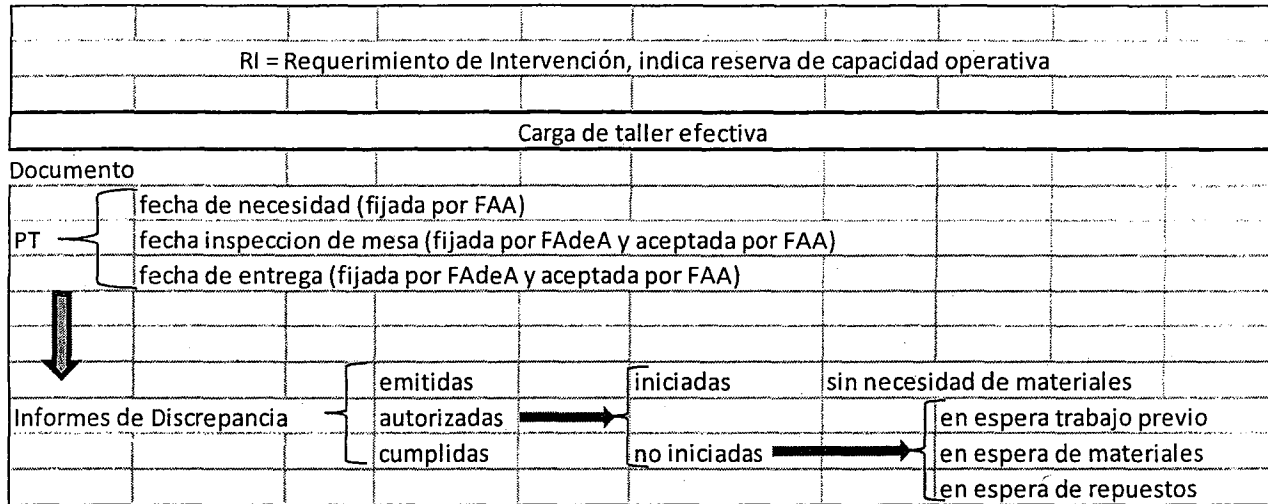 RI = Requerimiento de Intervención, indica reserva de capacidad operativa
Carga de taller efectiva
Documento
fecha de necesidad (fijada por FAA)
PT fecha inspeccion de mesa (fijada por FAdeA y aceptada por FAA)
fecha de entrega (fijada por FAdeA y aceptada por FAA)
emitidas iniciadas sin necesidad de materiales
Informes de Discrepancia autorizadas en espera trabajo previo
cumplidas no iniciadas en espera de materiales
en espera de repuestos